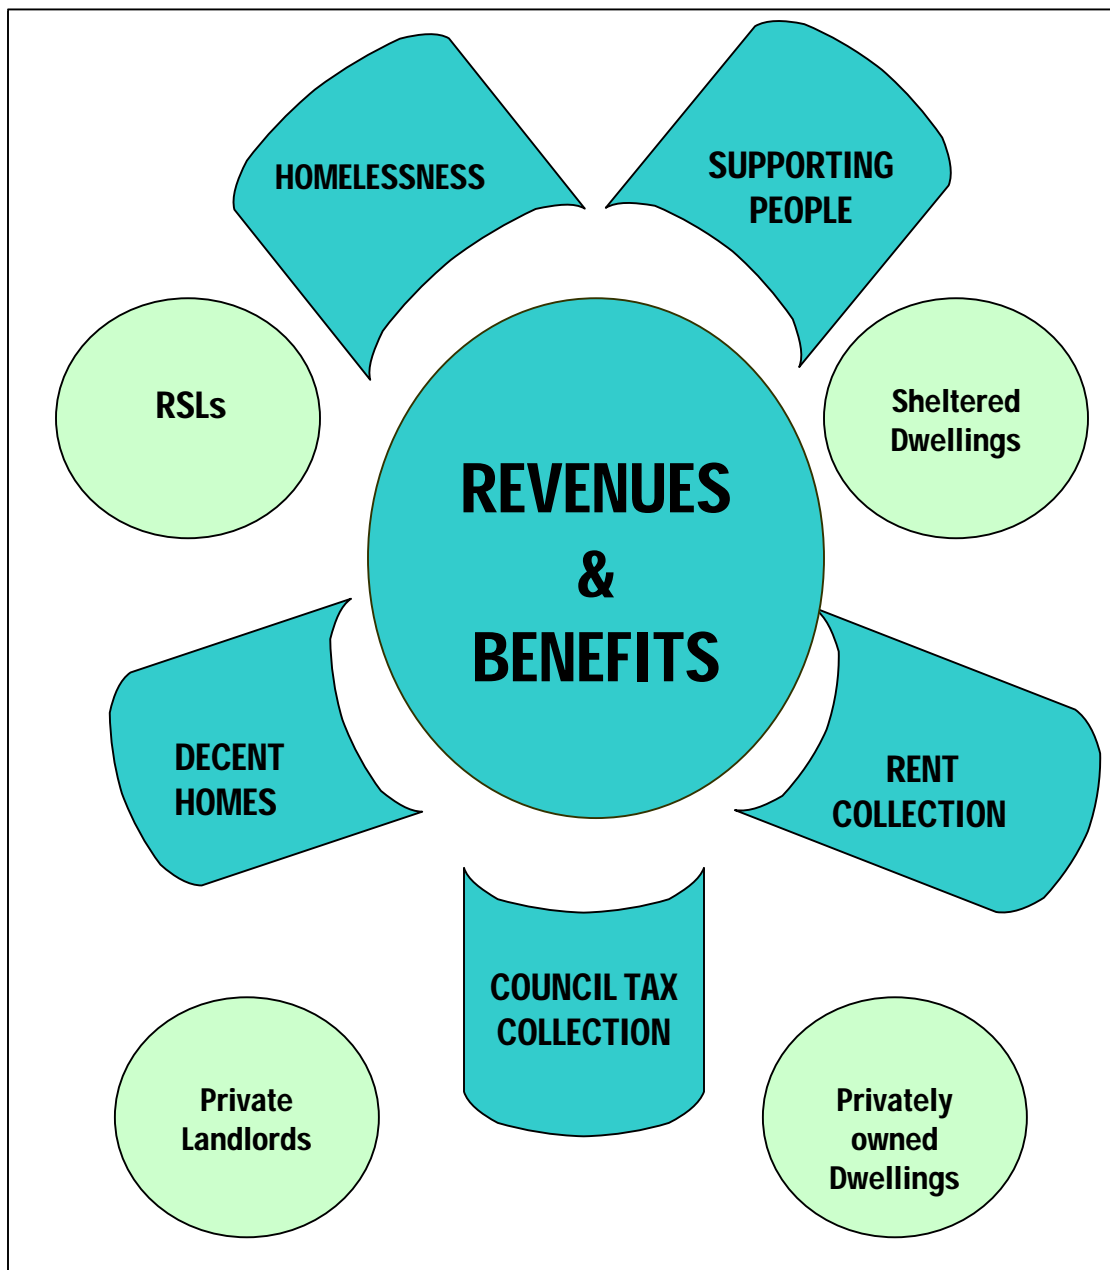 HOMELESSNESS
SUPPORTING
PEOPLE
RSLs
Sheltered
Dwellings
REVENUES
&
BENEFITS
DECENT
HOMES
RENT
COLLECTION
COUNCIL TAX
COLLECTION
Private
Landlords
Privately
owned
Dwellings